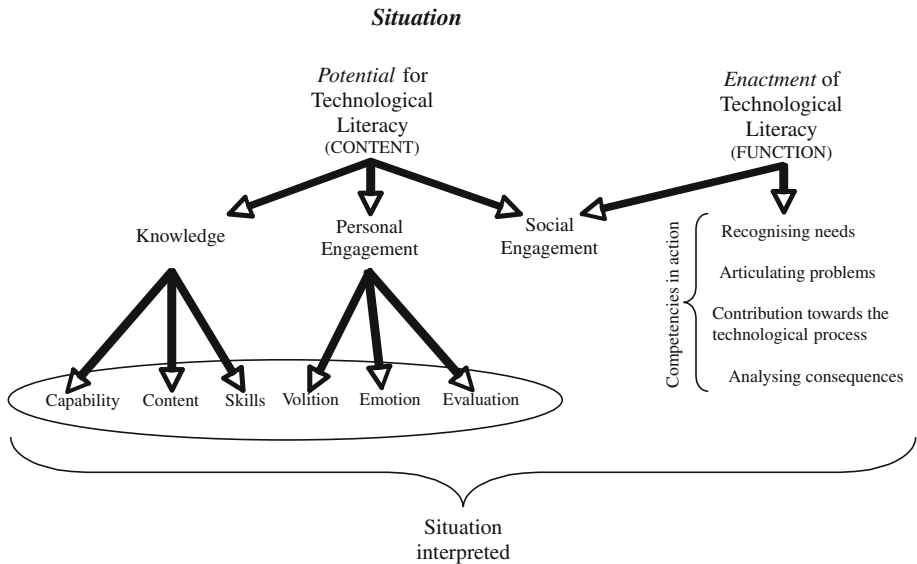 Situation
Potential for
Technological
Literacy
(CONTENT)
Enactment of
Technological
Literacy
(FUNCTION)
Knowledge
Personal
Engagement
Social
Engagement
Competencies in action
Recognising needs
Articulating problems
Contribution towards the
technological process
Analysing consequences
Capability
Content
Skills
Volition
Emotion
Evaluation
Situation
interpreted